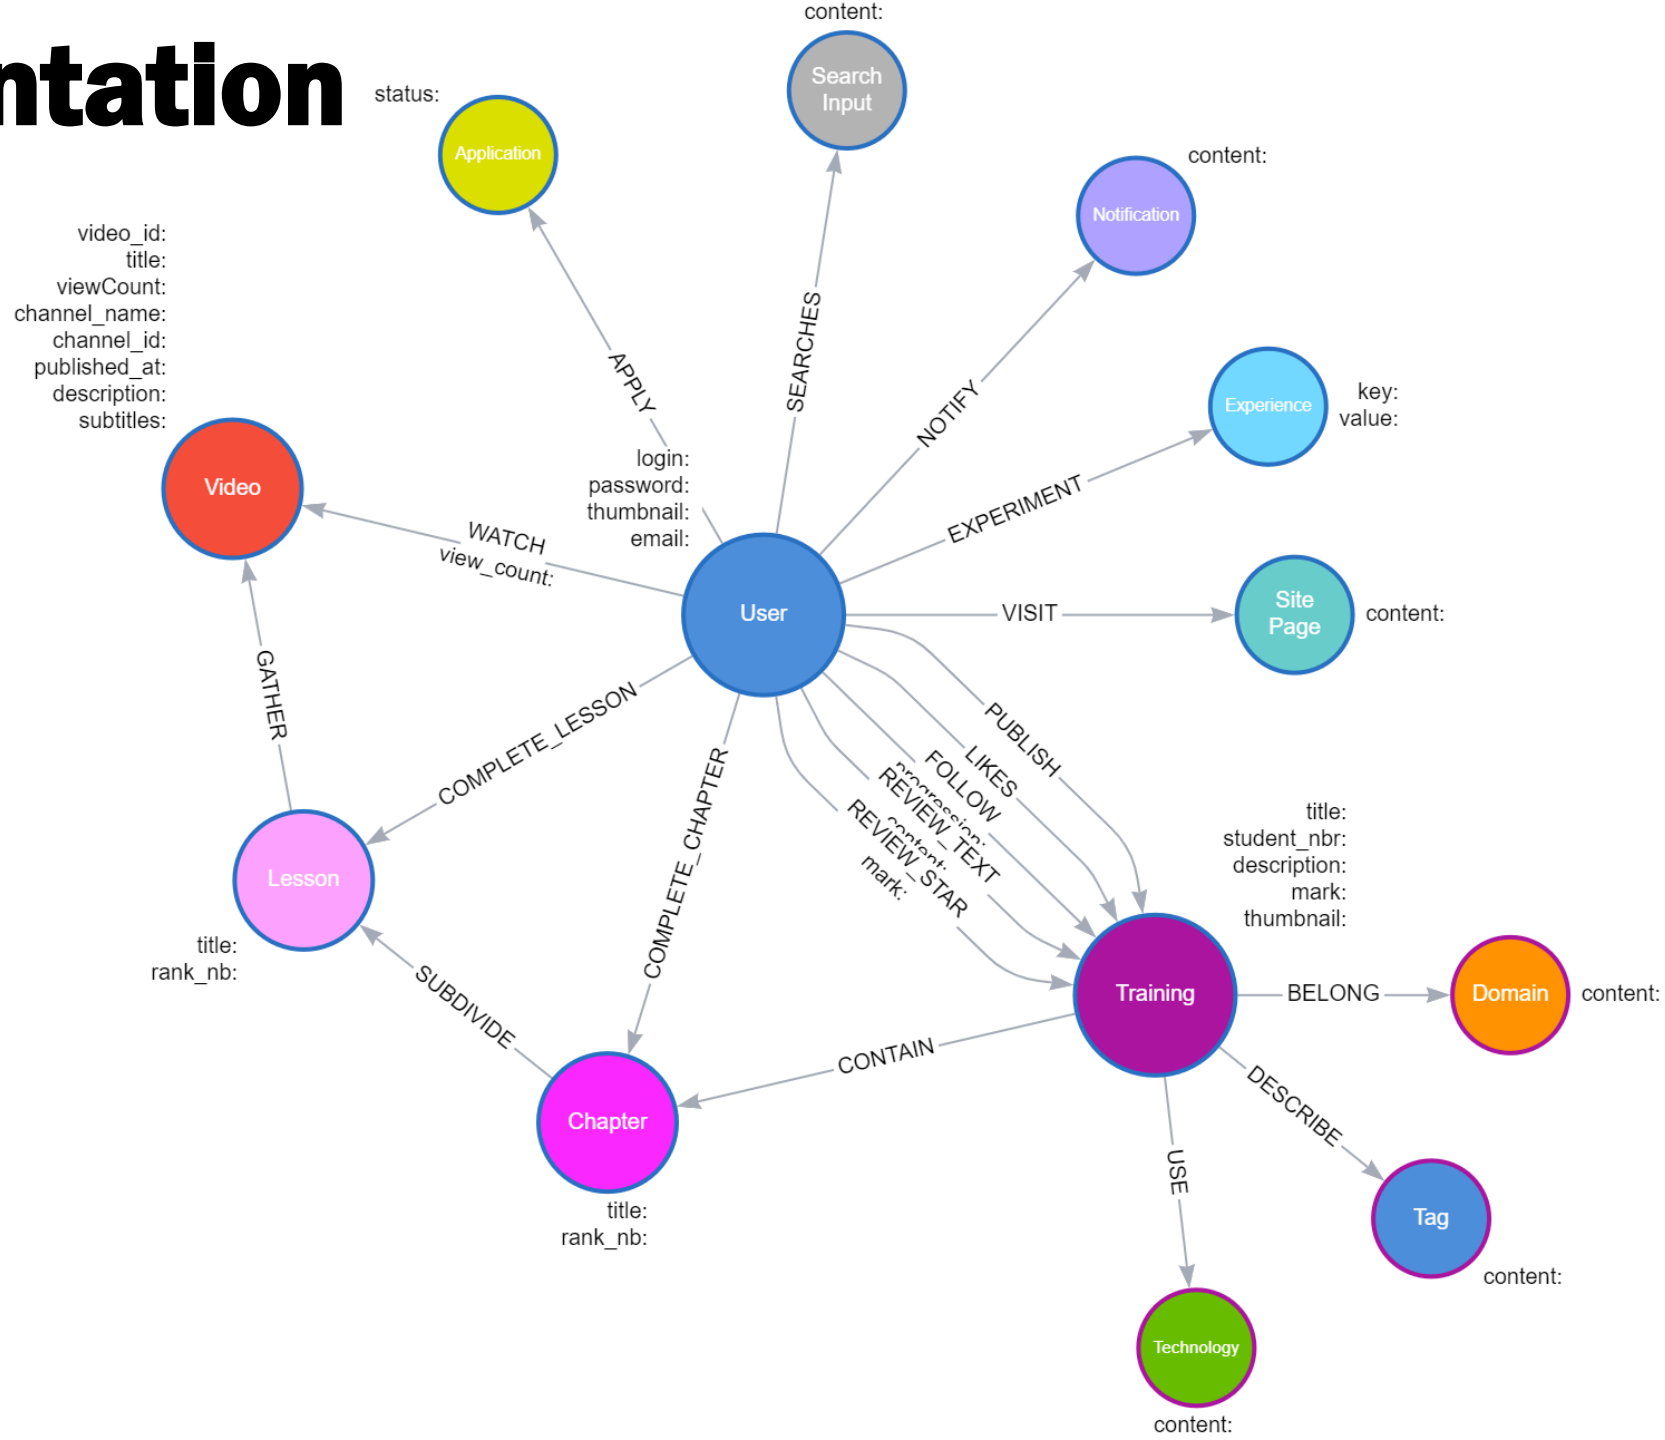 ntation
content:
Search
Input
status:
Application
content:
Notification
video_id:
title:
viewCount:
channel_name:
channel_id:
published_at:
description:
subtitles:
Video
APPLY
SEARCHES
NOTIFY
Experience
key:
value:
login:
password:
thumbnail:
email:
WATCH
view_count:
EXPERIMENT
User
VISIT
Site
Page
content:
GATHER
COMPLETE_LESSON
COMPLETE_CHAPTER
PUBLISH
LIKES
FOLLOW
progression:
REVIEW_TEXT
content:
REVIEW_STAR
mark:
Lesson
title:
rank_nb:
SUBDIVIDE
title:
student_nbr:
description:
mark:
thumbnail:
Training
BELONG
Domain
content:
CONTAIN
DESCRIBE
Chapter
title:
rank_nb:
USE
Tag
content:
Technology
content: